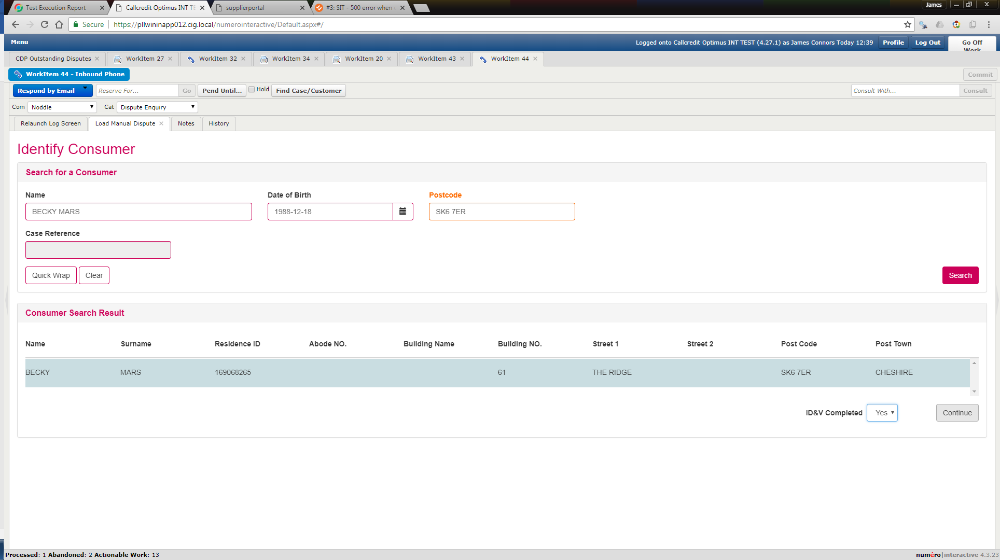 Test Execution Report
Callcredit Optimus INT TE
supplierportal
#3: SIT - 500 error when
James
Secure
https://pllwininapp012.cig.local/numerointeractive/Default.aspx#/
Menu
Logged onto Callcredit Optimus INT TEST (4.27.1) as James Connors Today 12:39
Profile
Log Out
Go Off
Work
CDP Outstanding Disputes
WorkItem 27
WorkItem 32
WorkItem 34
WorkItem 20
WorkItem 43
WorkItem 44
WorkItem 44 - Inbound Phone
Commit
Respond by Email
Reserve For...
Go
Pend Until...
Hold
Find Case/Customer
Consult With...
Consult
Com
Noddle
Cat
Dispute Enquiry
Relaunch Log Screen
Load Manual Dispute
Notes
History
Identify Consumer
Search for a Consumer
Name
Date of Birth
Postcode
BECKY MARS
1988-12-18
SK6 7ER
Case Reference
Quick Wrap
Clear
Search
Consumer Search Result
Name
Surname
Residence ID
Abode NO.
Building Name
Building NO.
Street 1
Street 2
Post Code
Post Town
BECKY
MARS
169068265
61
THE RIDGE
SK6 7ER
CHESHIRE
ID&V Completed
Yes
Continue
Processed: 1 Abandoned: 2 Actionable Work: 13
numéro|interactive 4.3.23